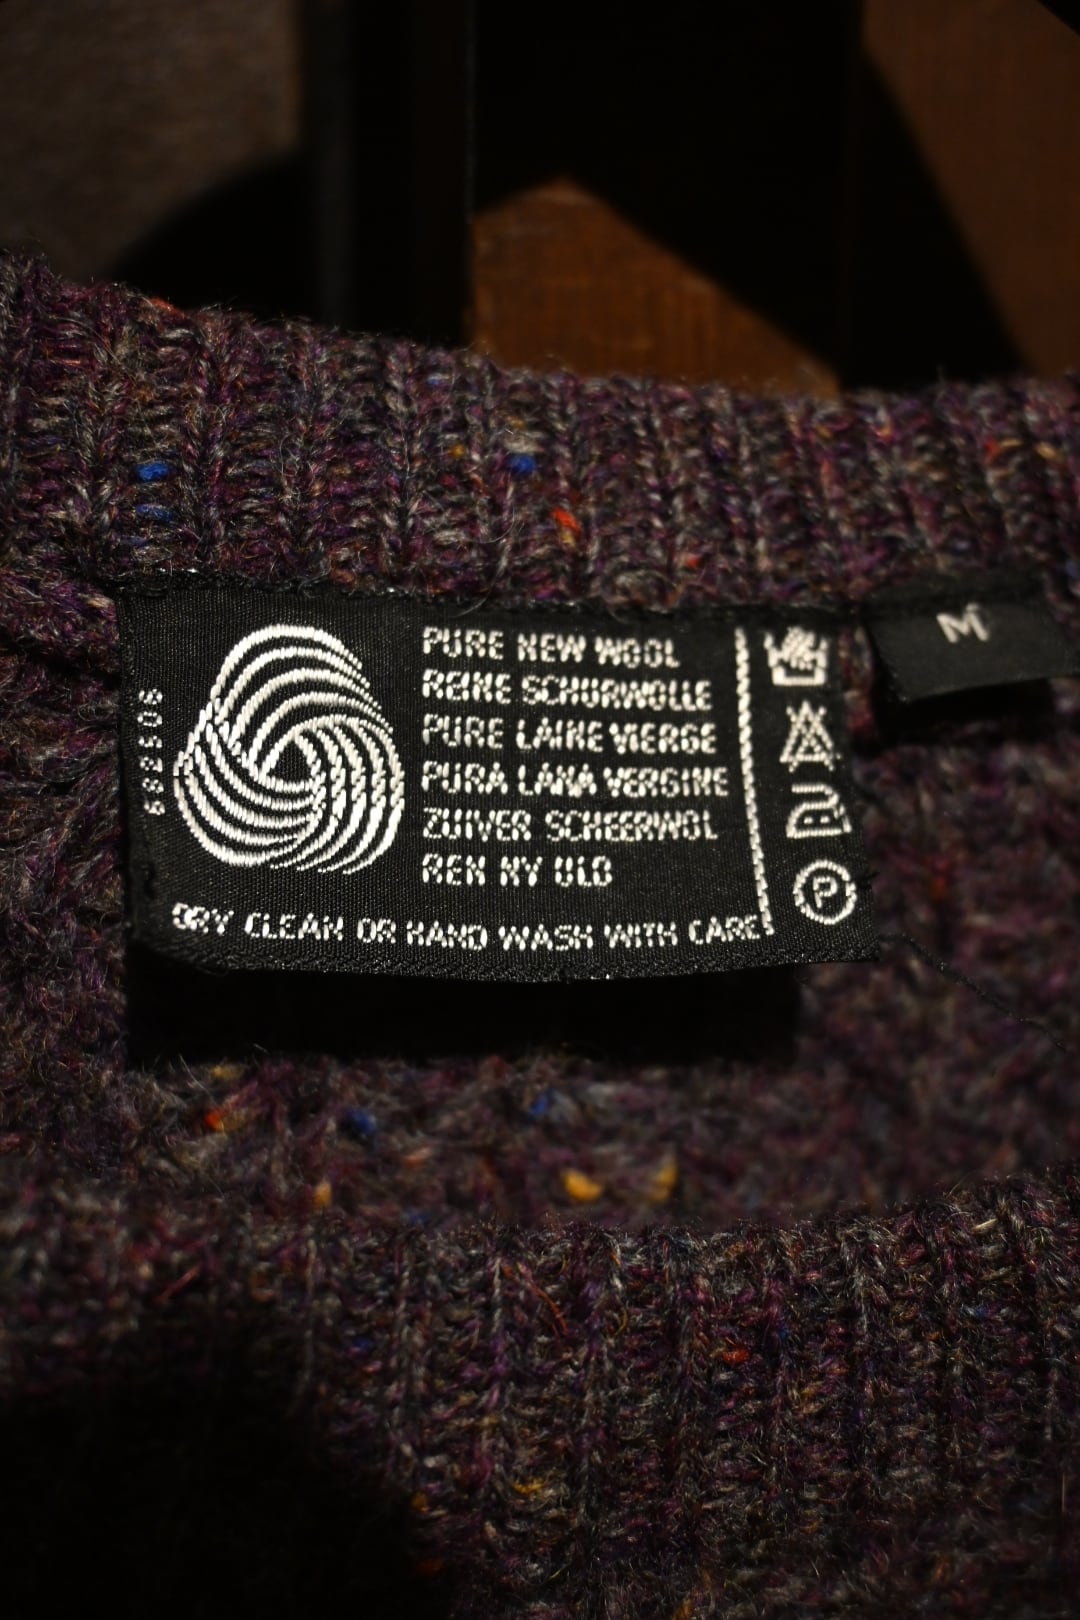 PURE NEW WOOL
REINE SCHURWOLLE
PURE LAINE VIERGE
PURA LANA VERGINE
ZUIVER SCHEERWOL
REN NY ULD
DRY CLEAN OR HAND WASH WITH CARE
P
M